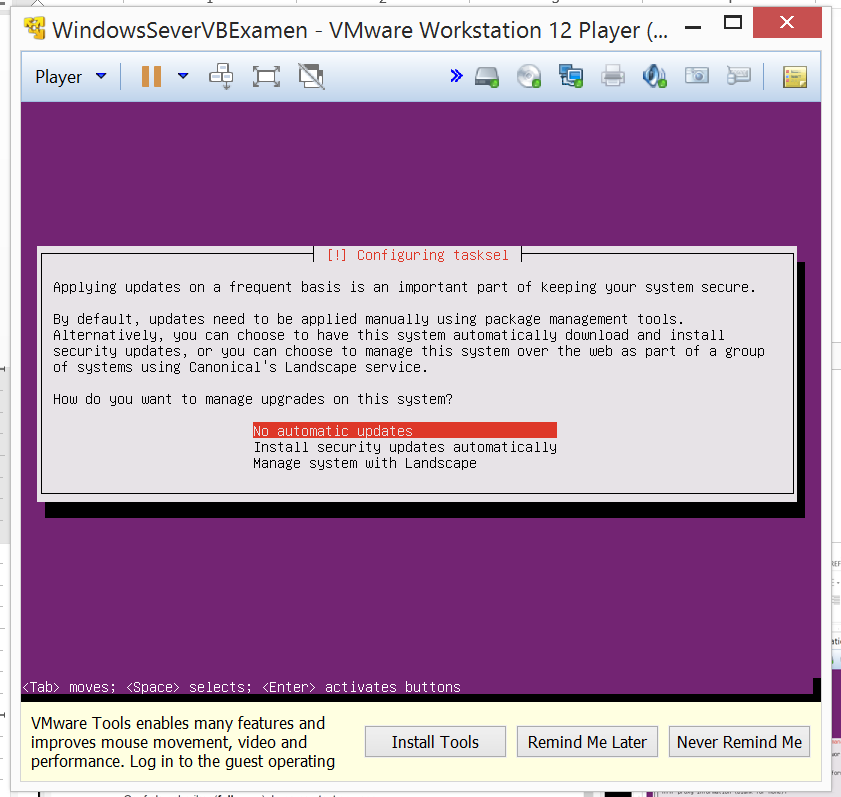 WindowsSeverVBExamen - VMware Workstation 12 Player (...
Player
[!] Configuring tasksel
Applying updates on a frequent basis is an important part of keeping your system secure.
By default, updates need to be applied manually using package management tools.
Alternatively, you can choose to have this system automatically download and install
security updates, or you can choose to manage this system over the web as part of a group
of systems using Canonical's Landscape service.
How do you want to manage upgrades on this system?
No automatic updates
Install security updates automatically
Manage system with Landscape
<Tab> moves; <Space> selects; <Enter> activates buttons
VMware Tools enables many features and
improves mouse movement, video and
performance. Log in to the guest operating
Install Tools
Remind Me Later
Never Remind Me